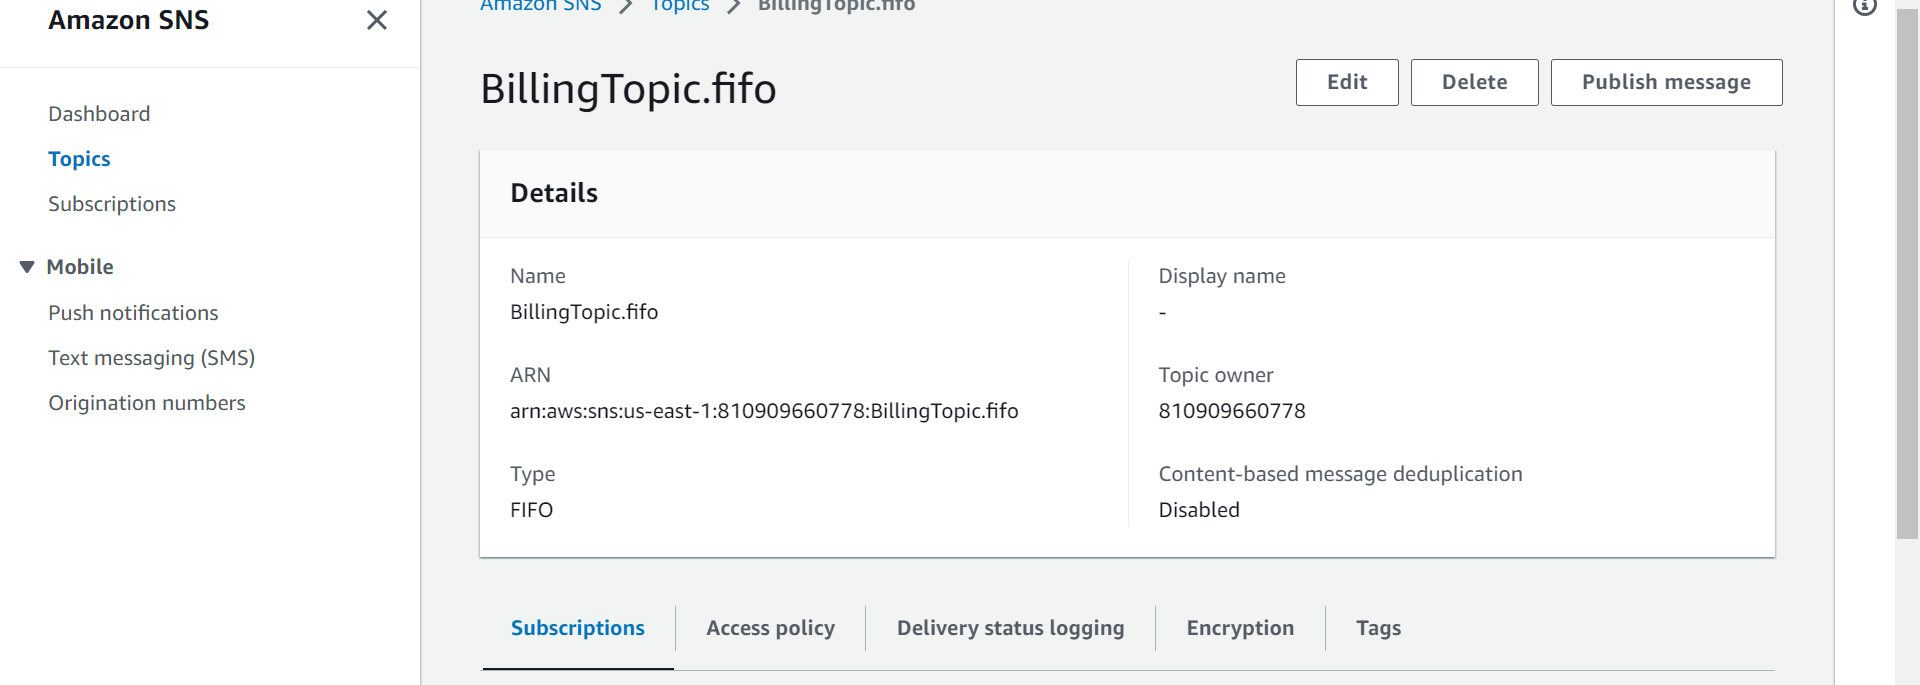 Amazon SNS
Dashboard
Topics
Subscriptions
Mobile
Push notifications
Text messaging (SMS)
Origination numbers
Amazon SNS Topics BillingTopic.fifo
BillingTopic.fifo
Edit Delete Publish message
Details
Name
BillingTopic.fifo
ARN
arn:aws:sns:us-east-1:810909660778:BillingTopic.fifo
Type
FIFO
Display name
-
Topic owner
810909660778
Content-based message deduplication
Disabled
Subscriptions Access policy Delivery status logging Encryption Tags